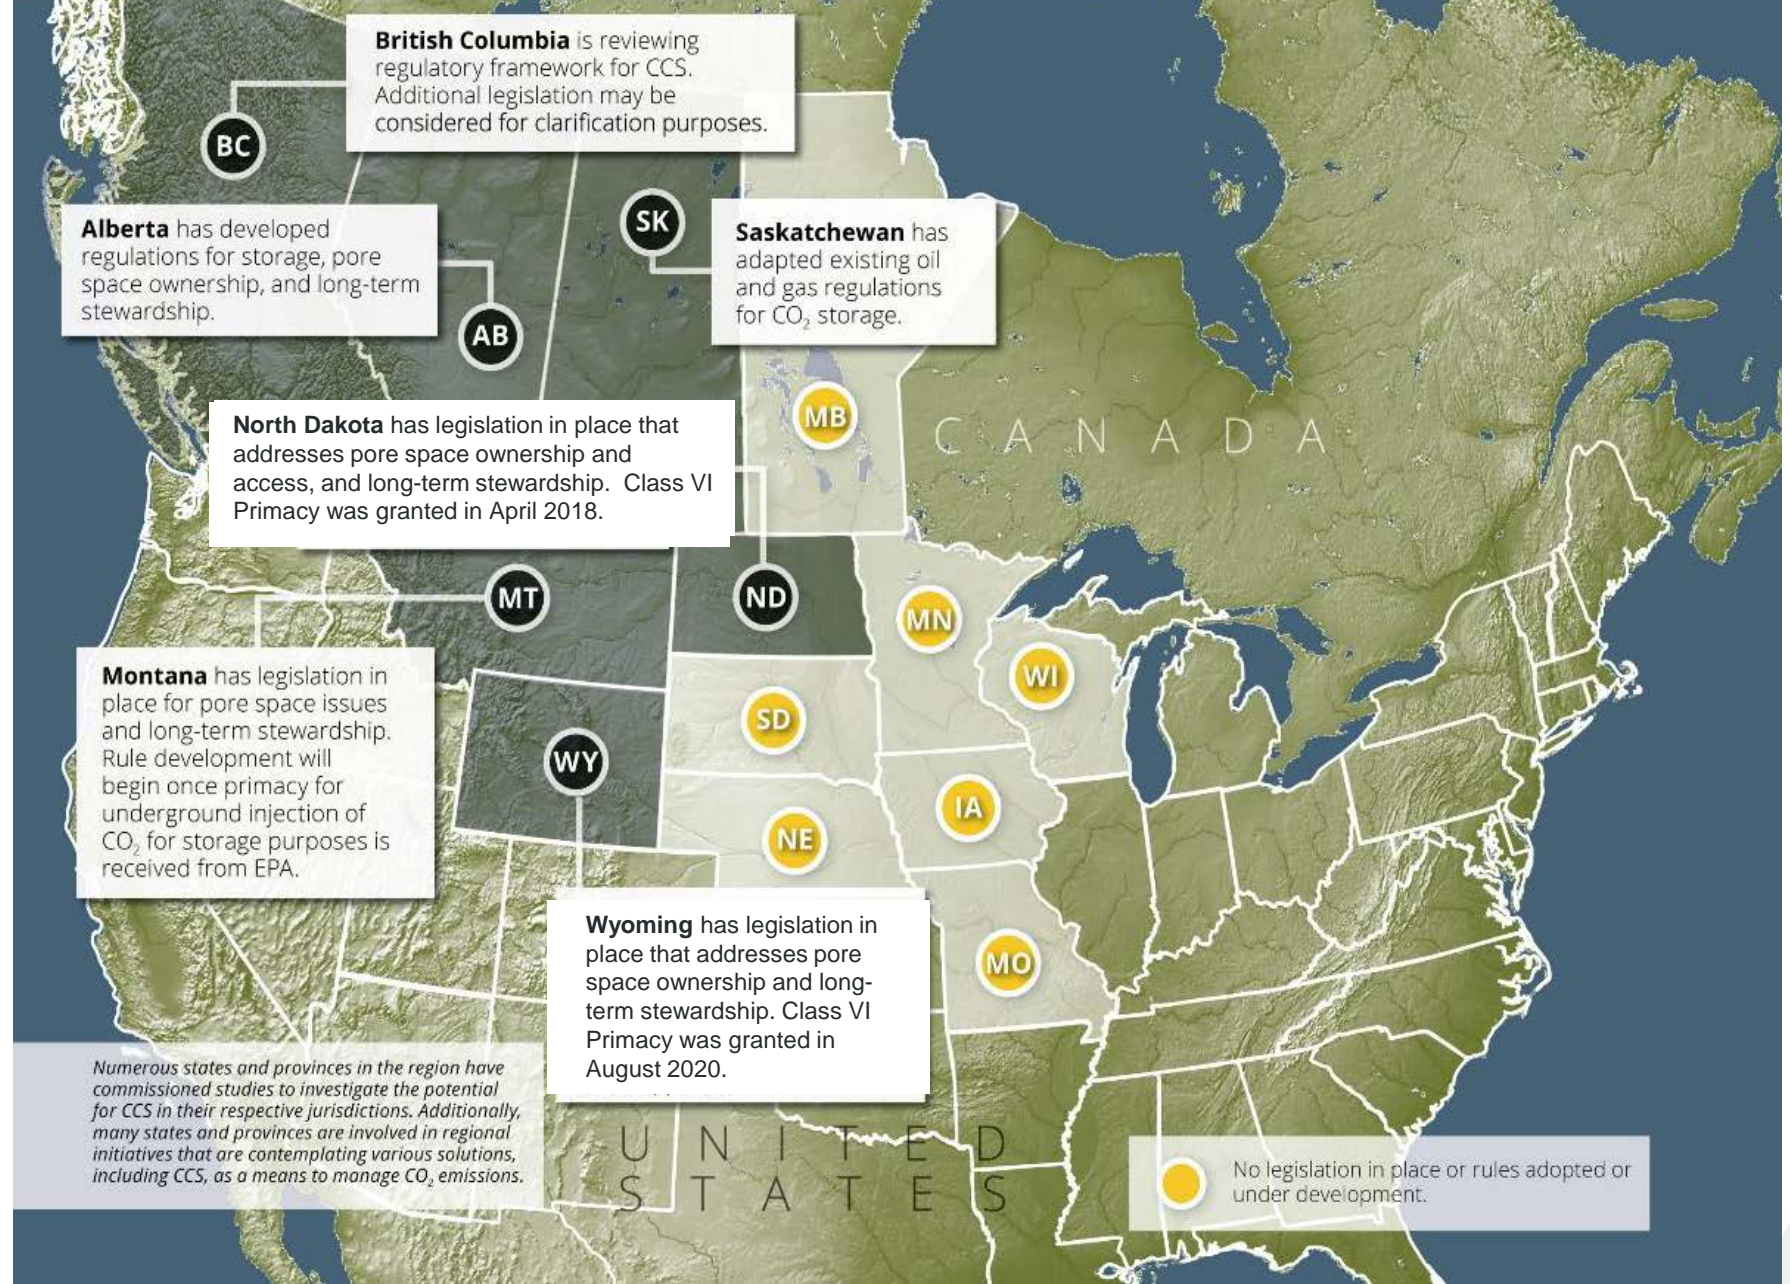 British Columbia is reviewing
regulatory framework for CCS.
Additional legislation may be
considered for clarification purposes.
BC
SK
Alberta has developed
regulations for storage, pore
space ownership, and long-term
stewardship.
Saskatchewan has
adapted existing oil
and gas regulations
for CO₂ storage.
AB
MB
CANADA
North Dakota has legislation in place that
addresses pore space ownership and
access, and long-term stewardship. Class VI
Primacy was granted in April 2018.
MT
ND
MN
WI
Montana has legislation in
place for pore space issues
and long-term stewardship.
Rule development will
begin once primacy for
underground injection of
CO₂ for storage purposes is
received from EPA.
SD
WY
IA
NE
Wyoming has legislation in
place that addresses pore
space ownership and long-
term stewardship. Class VI
Primacy was granted in
August 2020.
MO
Numerous states and provinces in the region have
commissioned studies to investigate the potential
for CCS in their respective jurisdictions. Additionally,
many states and provinces are involved in regional
initiatives that are contemplating various solutions,
including CCS, as a means to manage CO₂ emissions.
UNITED
STATES
No legislation in place or rules adopted or
under development.